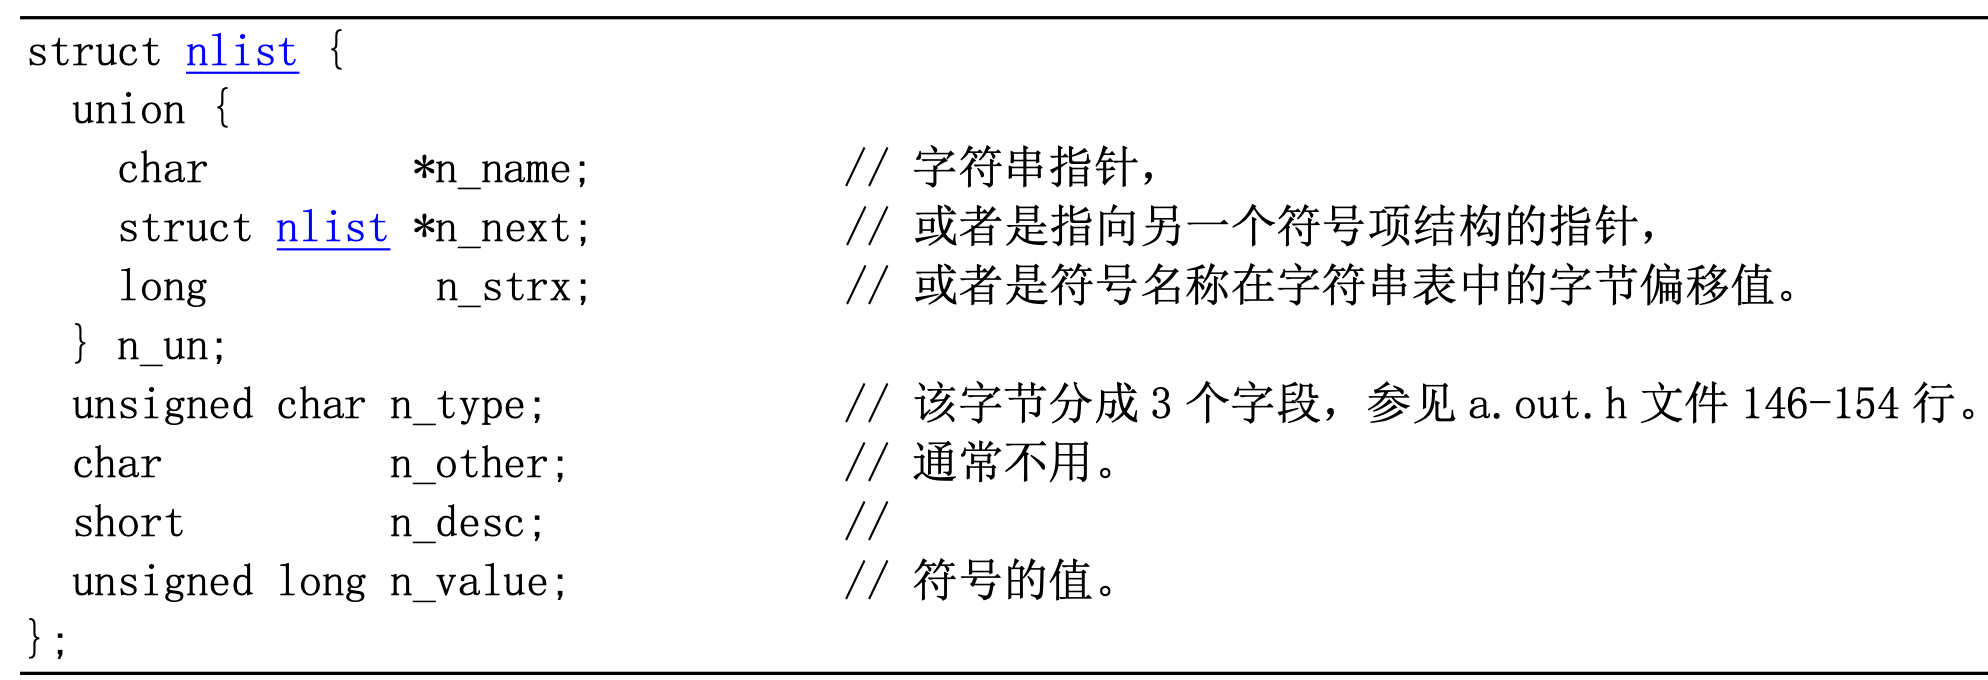 struct nlist {
  union {
    char         *n_name;           // 字符串指针，
    struct nlist *n_next;           // 或者是指向另一个符号项结构的指针，
    long          n_strx;           // 或者是符号名称在字符串表中的字节偏移值。
  } n_un;
  unsigned char n_type;             // 该字节分成 3 个字段，参见 a.out.h 文件 146-154 行。
  char          n_other;            // 通常不用。
  short         n_desc;             //
  unsigned long n_value;            // 符号的值。
};